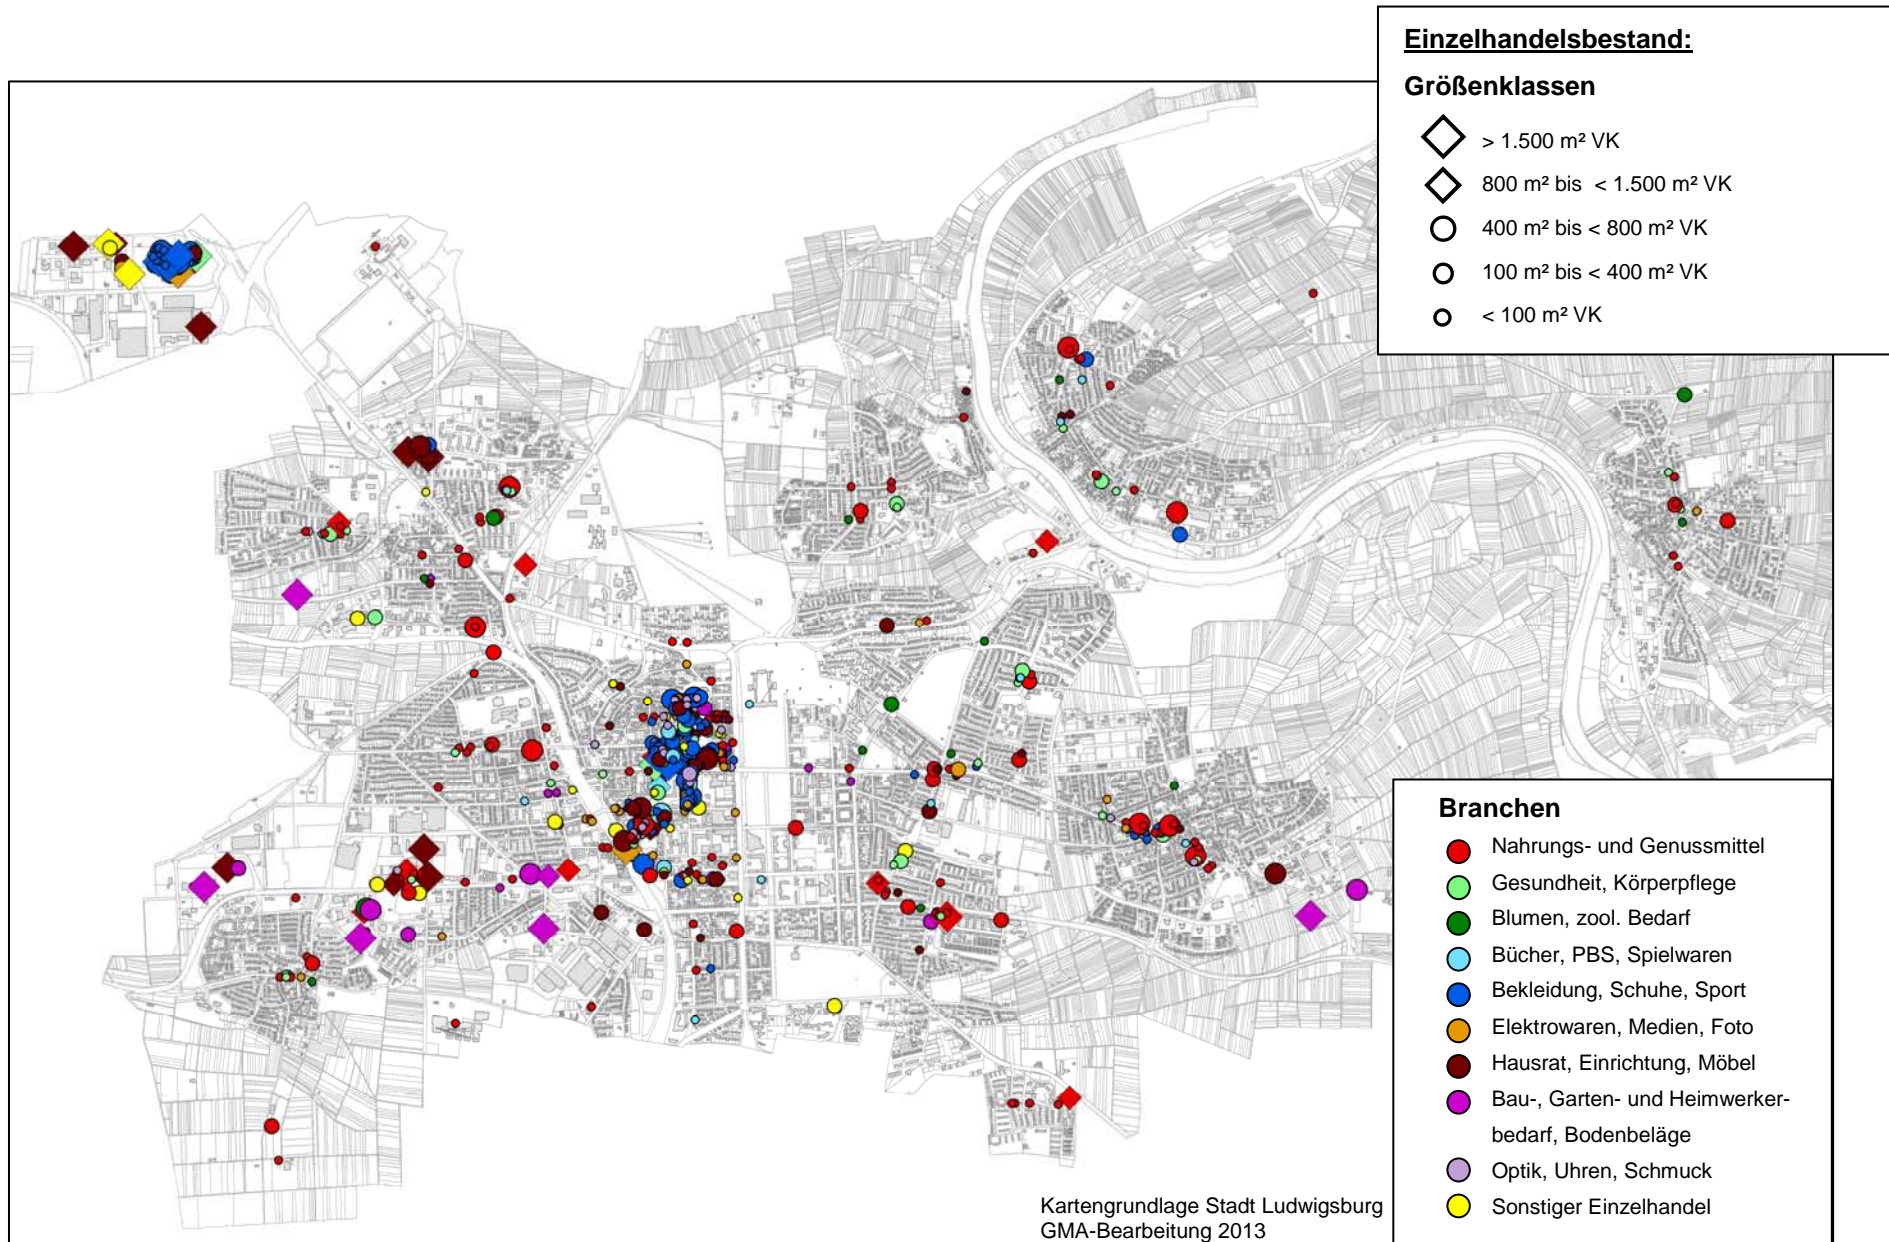 Einzelhandelsbestand:
Größenklassen
> 1.500 m² VK
800 m² bis < 1.500 m² VK
400 m² bis < 800 m² VK
100 m² bis < 400 m² VK
< 100 m² VK
Branchen
Nahrungs- und Genussmittel
Gesundheit, Körperpflege
Blumen, zool. Bedarf
Bücher, PBS, Spielwaren
Bekleidung, Schuhe, Sport
Elektrowaren, Medien, Foto
Hausrat, Einrichtung, Möbel
Bau-, Garten- und Heimwerker-
bedarf, Bodenbeläge
Optik, Uhren, Schmuck
Sonstiger Einzelhandel
Kartengrundlage Stadt Ludwigsburg
GMA-Bearbeitung 2013